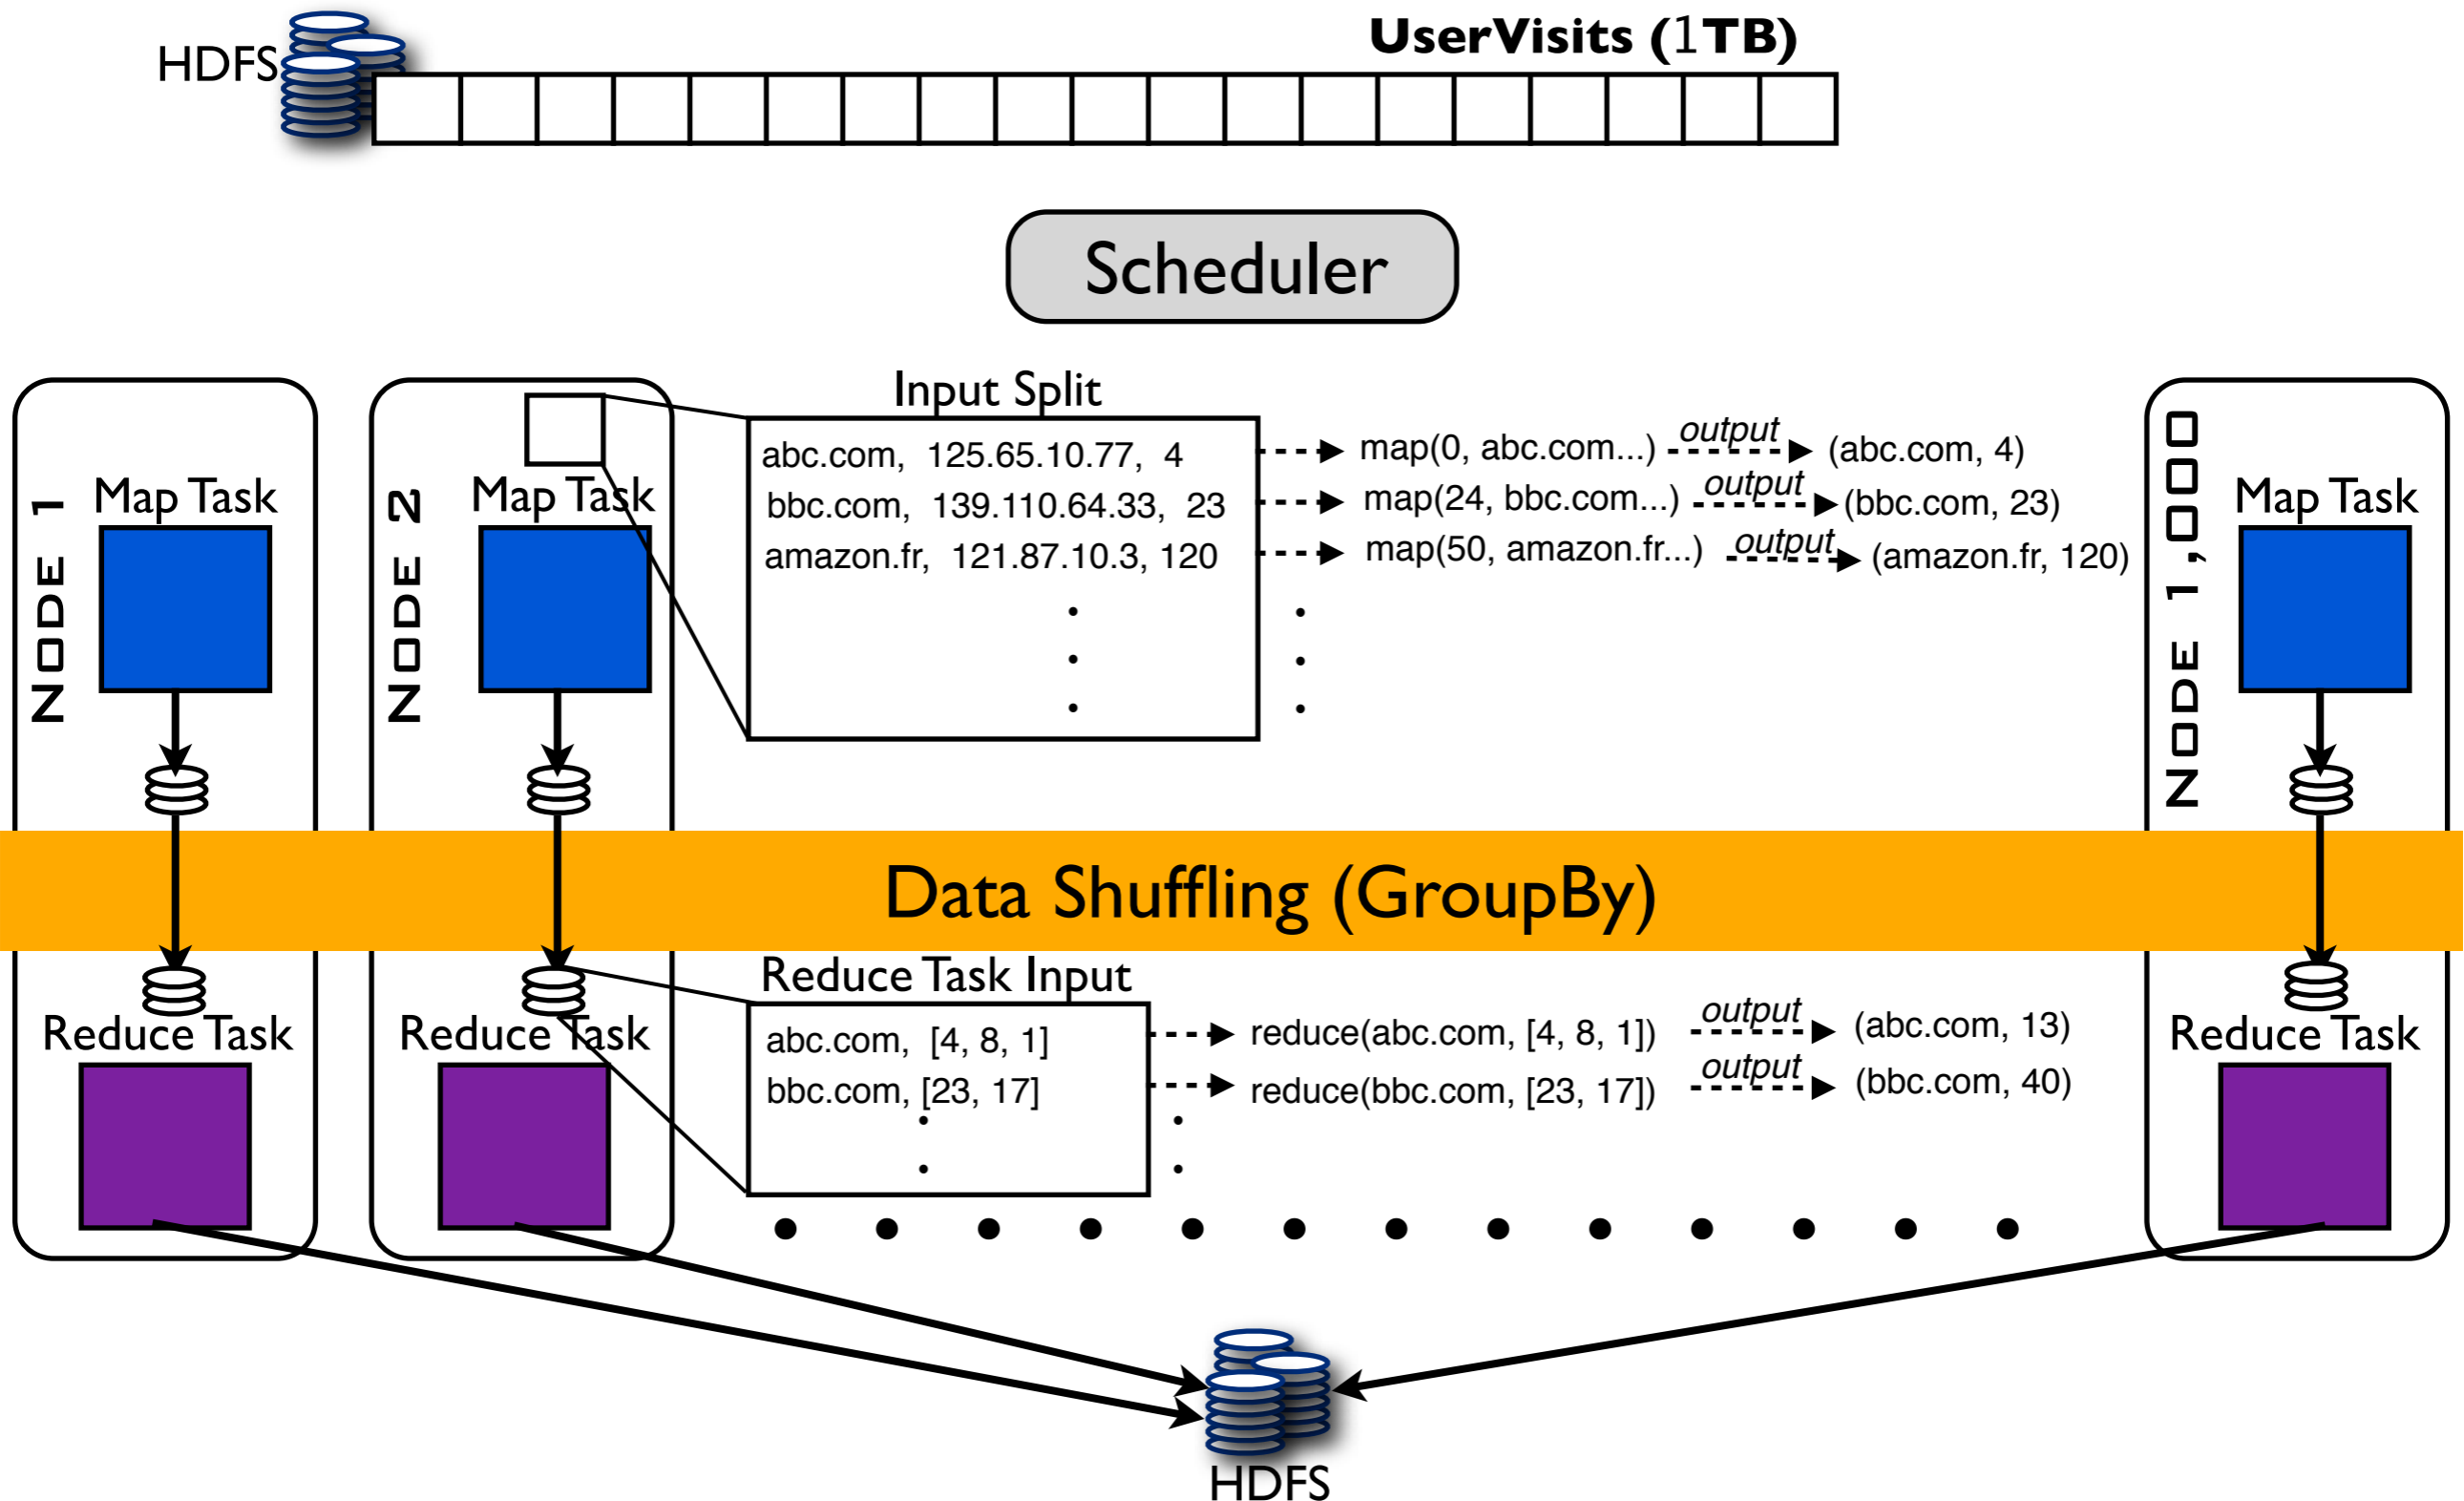 UserVisits (1TB)
HDFS
Scheduler
NODE 1
Map Task
NODE 2
Map Task
Input Split
abc.com, 125.65.10.77, 4
bbc.com, 139.110.64.33, 23
amazon.fr, 121.87.10.3, 120
map(0, abc.com...)
output
(abc.com, 4)
map(24, bbc.com...)
output
(bbc.com, 23)
map(50, amazon.fr...)
output
(amazon.fr, 120)
NODE 1,000
Map Task
Data Shuffling (GroupBy)
Reduce Task
Reduce Task
Reduce Task Input
abc.com, [4, 8, 1]
bbc.com, [23, 17]
reduce(abc.com, [4, 8, 1])
output
(abc.com, 13)
reduce(bbc.com, [23, 17])
output
(bbc.com, 40)
Reduce Task
HDFS